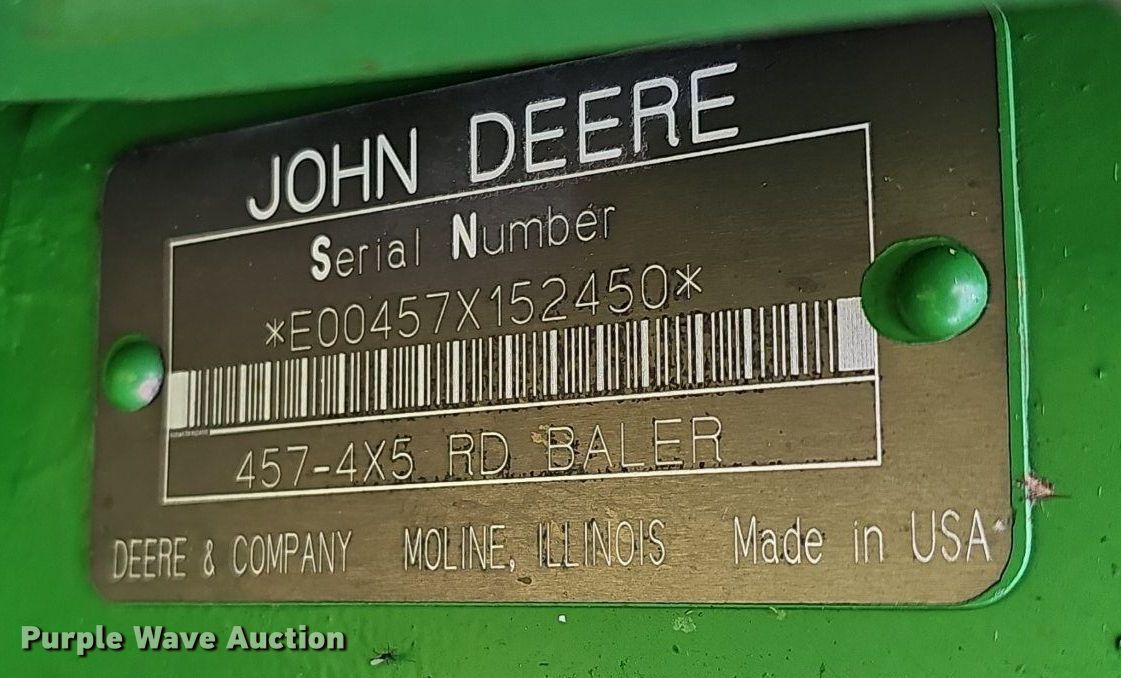 JOHN DEERE
Serial Number
*E00457X152450*
457-4X5 RD BALER
DEERE & COMPANY MOLINE, ILLINOIS Made in USA
Purple Wave Auction